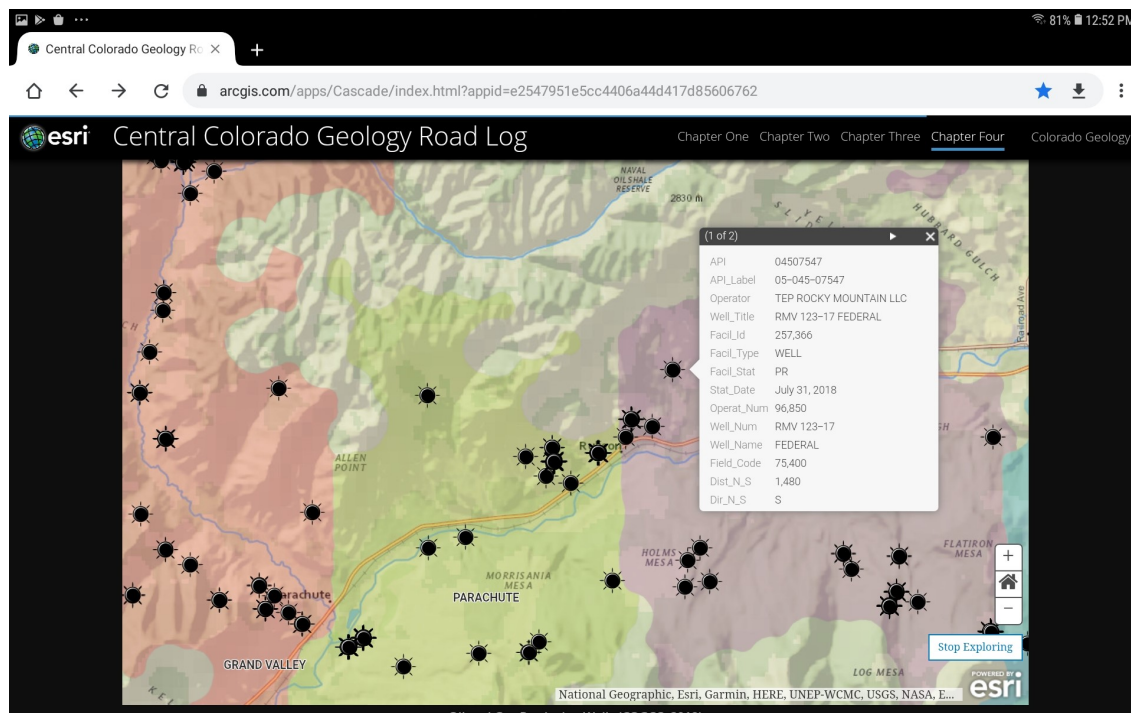 81% 12:52 PM
Central Colorado Geology Ro
arcgis.com/apps/Cascade/index.html?appid=e2547951e5cc4406a44d417d85606762
esri Central Colorado Geology Road Log
Chapter One Chapter Two Chapter Three Chapter Four Colorado Geology
NAVAL
OIL SHALE
RESERVE
2830 m
HUBBARD GULCH
Railroad Ave
(1 of 2)
API 04507547
API_Label 05-045-07547
Operator TEP ROCKY MOUNTAIN LLC
Well_Title RMV 123-17 FEDERAL
Facil_Id 257,366
Facil_Type WELL
Facil_Stat PR
Stat_Date July 31, 2018
Operat_Num 96,850
Well_Num RMV 123-17
Well_Name FEDERAL
Field_Code 75,400
Dist_N_S 1,480
Dir_N_S S
ALLEN
POINT
HOLMS
MESA
FLATIRON
MESA
MORRISANIA
MESA
PARACHUTE
GRAND VALLEY
LOG MESA
+
−
Stop Exploring
POWERED BY
esri
National Geographic, Esri, Garmin, HERE, UNEP-WCMC, USGS, NASA, E...